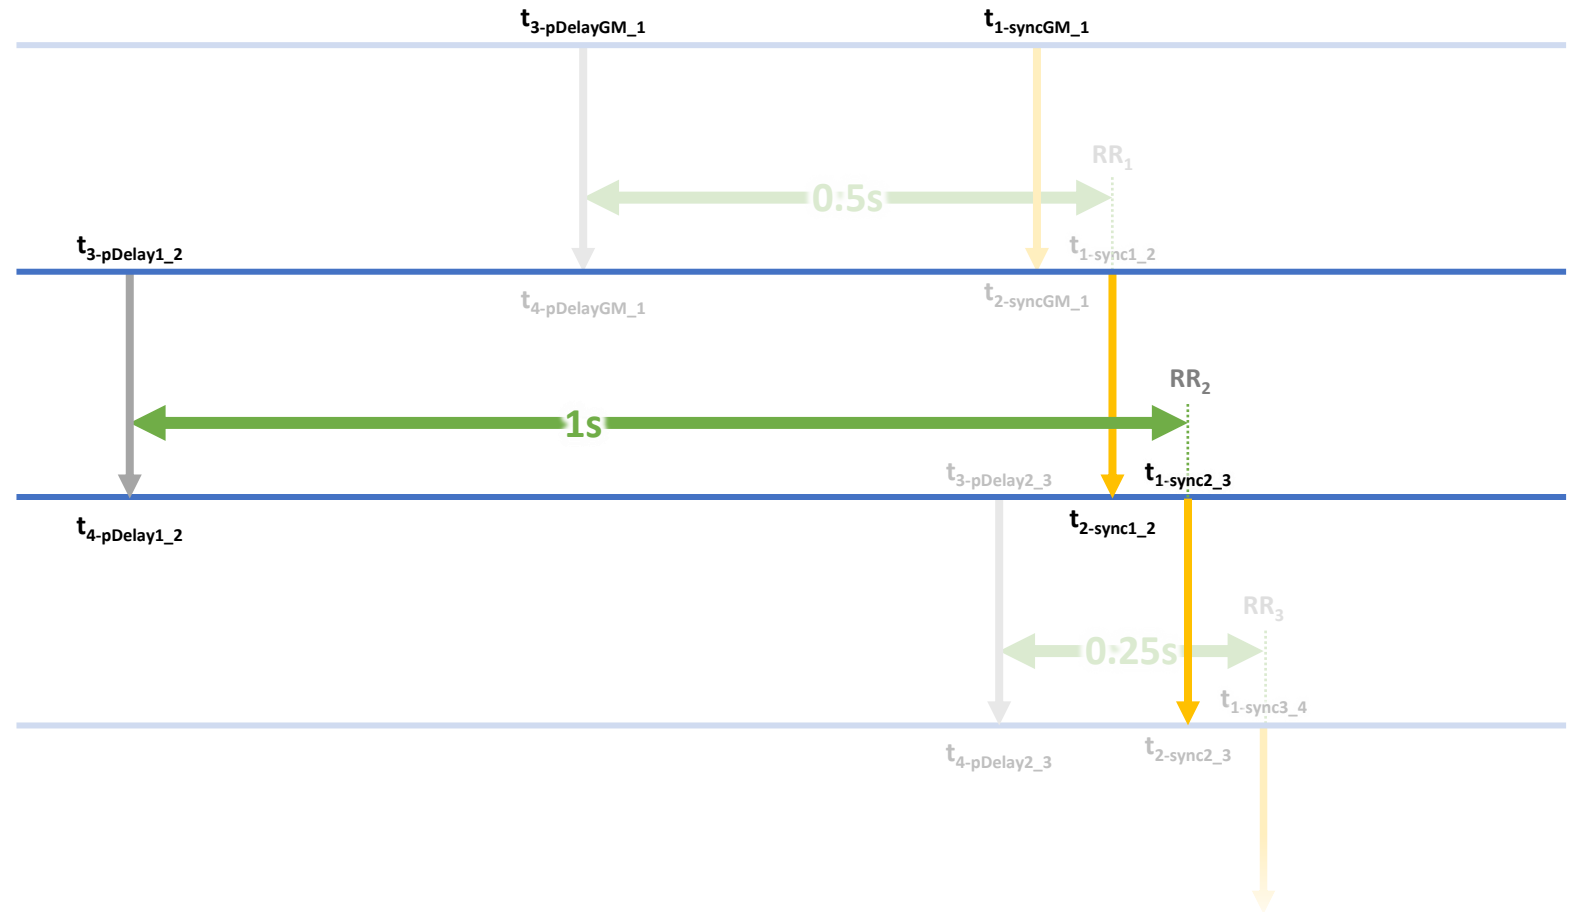 t3-pDelayGM_1
t1-syncGM_1
RR1
0.5s
t3-pDelay1_2
t1-sync1_2
t4-pDelayGM_1
t2-syncGM_1
RR2
1s
t3-pDelay2_3
t1-sync2_3
t4-pDelay1_2
t2-sync1_2
RR3
0.25s
t1-sync3_4
t4-pDelay2_3
t2-sync2_3